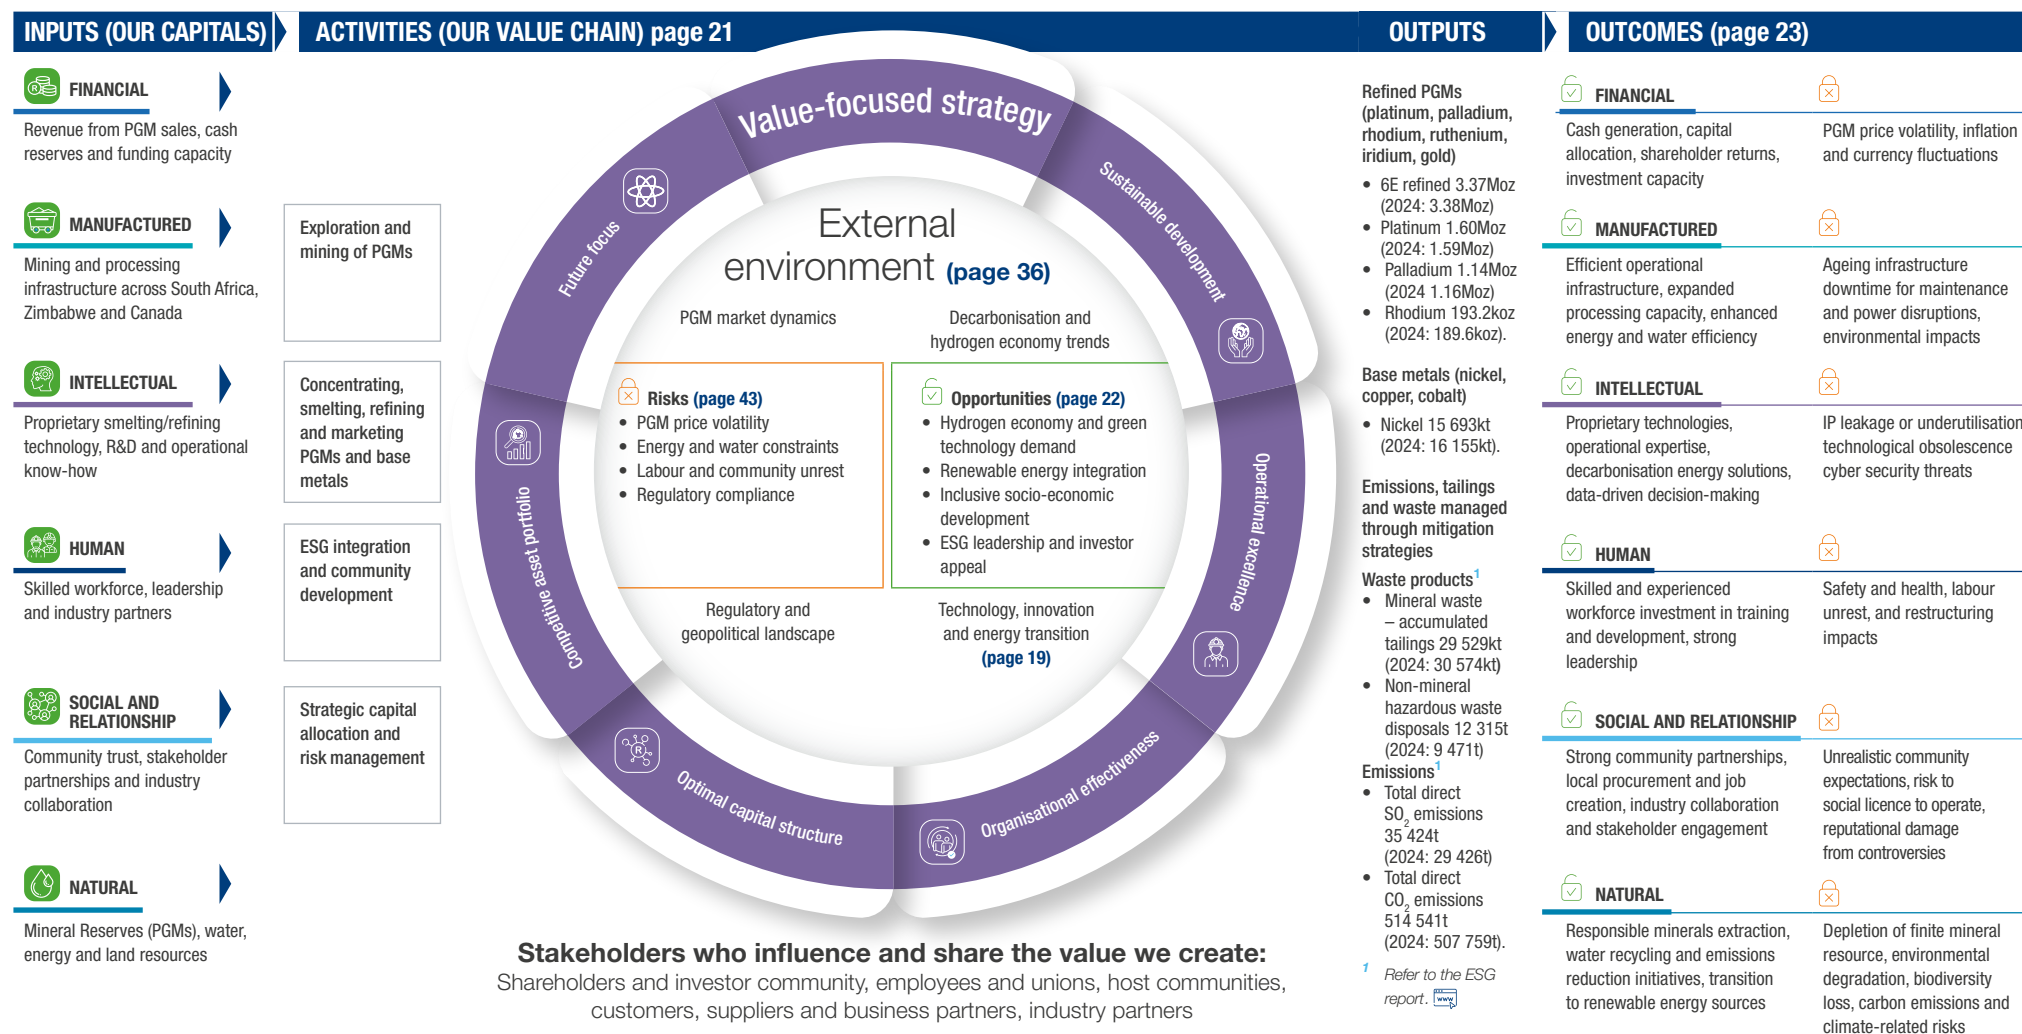 INPUTS (OUR CAPITALS)
ACTIVITIES (OUR VALUE CHAIN) page 21
OUTPUTS
OUTCOMES (page 23)
FINANCIAL
Revenue from PGM sales, cash
reserves and funding capacity
MANUFACTURED
Mining and processing
infrastructure across South Africa,
Zimbabwe and Canada
INTELLECTUAL
Proprietary smelting/refining
technology, R&D and operational
know-how
HUMAN
Skilled workforce, leadership
and industry partners
SOCIAL AND
RELATIONSHIP
Community trust, stakeholder
partnerships and industry
collaboration
NATURAL
Mineral Reserves (PGMs), water,
energy and land resources
Exploration and
mining of PGMs
Concentrating,
smelting, refining
and marketing
PGMs and base
metals
ESG integration
and community
development
Strategic capital
allocation and
risk management
Value-focused strategy
Sustainable development
Operational excellence
Organisational effectiveness
Optimal capital structure
Competitive asset portfolio
Future focus
External
environment (page 36)
PGM market dynamics
Decarbonisation and
hydrogen economy trends
Risks (page 43)
• PGM price volatility
• Energy and water constraints
• Labour and community unrest
• Regulatory compliance
Opportunities (page 22)
• Hydrogen economy and green
technology demand
• Renewable energy integration
• Inclusive socio-economic
development
• ESG leadership and investor
appeal
Regulatory and
geopolitical landscape
Technology, innovation
and energy transition
(page 19)
Stakeholders who influence and share the value we create:
Shareholders and investor community, employees and unions, host communities,
customers, suppliers and business partners, industry partners
Refined PGMs
(platinum, palladium,
rhodium, ruthenium,
iridium, gold)
• 6E refined 3.37Moz
(2024: 3.38Moz)
• Platinum 1.60Moz
(2024: 1.59Moz)
• Palladium 1.14Moz
(2024 1.16Moz)
• Rhodium 193.2koz
(2024: 189.6koz).
Base metals (nickel,
copper, cobalt)
• Nickel 15 693kt
(2024: 16 155kt).
Emissions, tailings
and waste managed
through mitigation
strategies
Waste products1
• Mineral waste
– accumulated
tailings 29 529kt
(2024: 30 574kt)
• Non-mineral
hazardous waste
disposals 12 315t
(2024: 9 471t)
Emissions1
• Total direct
SO2 emissions
35 424t
(2024: 29 426t)
• Total direct
CO2 emissions
514 541t
(2024: 507 759t).
1 Refer to the ESG
report. www
FINANCIAL
Cash generation, capital
allocation, shareholder returns,
investment capacity
PGM price volatility, inflation
and currency fluctuations
MANUFACTURED
Efficient operational
infrastructure, expanded
processing capacity, enhanced
energy and water efficiency
Ageing infrastructure
downtime for maintenance
and power disruptions,
environmental impacts
INTELLECTUAL
Proprietary technologies,
operational expertise,
decarbonisation energy solutions,
data-driven decision-making
IP leakage or underutilisation
technological obsolescence
cyber security threats
HUMAN
Skilled and experienced
workforce investment in training
and development, strong
leadership
Safety and health, labour
unrest, and restructuring
impacts
SOCIAL AND RELATIONSHIP
Strong community partnerships,
local procurement and job
creation, industry collaboration
and stakeholder engagement
Unrealistic community
expectations, risk to
social licence to operate,
reputational damage
from controversies
NATURAL
Responsible minerals extraction,
water recycling and emissions
reduction initiatives, transition
to renewable energy sources
Depletion of finite mineral
resource, environmental
degradation, biodiversity
loss, carbon emissions and
climate-related risks